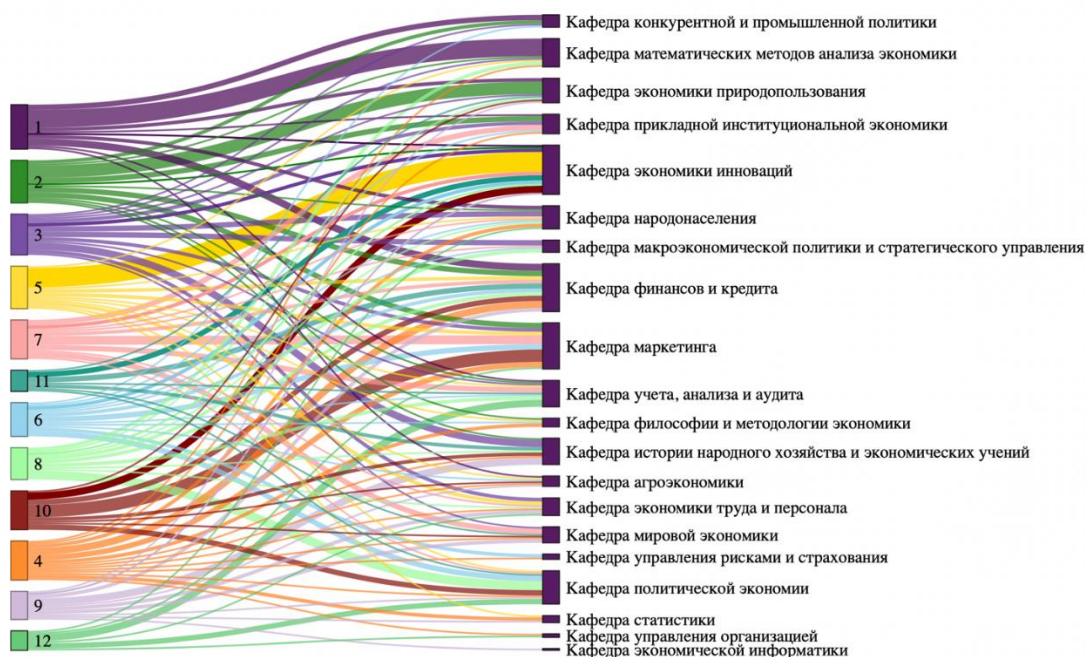 1
2
3
5
7
11
6
8
10
4
9
12
Кафедра конкурентной и промышленной политики
Кафедра математических методов анализа экономики
Кафедра экономики природопользования
Кафедра прикладной институциональной экономики
Кафедра экономики инноваций
Кафедра народонаселения
Кафедра макроэкономической политики и стратегического управления
Кафедра финансов и кредита
Кафедра маркетинга
Кафедра учета, анализа и аудита
Кафедра философии и методологии экономики
Кафедра истории народного хозяйства и экономических учений
Кафедра агроэкономики
Кафедра экономики труда и персонала
Кафедра мировой экономики
Кафедра управления рисками и страхования
Кафедра политической экономии
Кафедра статистики
Кафедра управления организацией
Кафедра экономической информатики